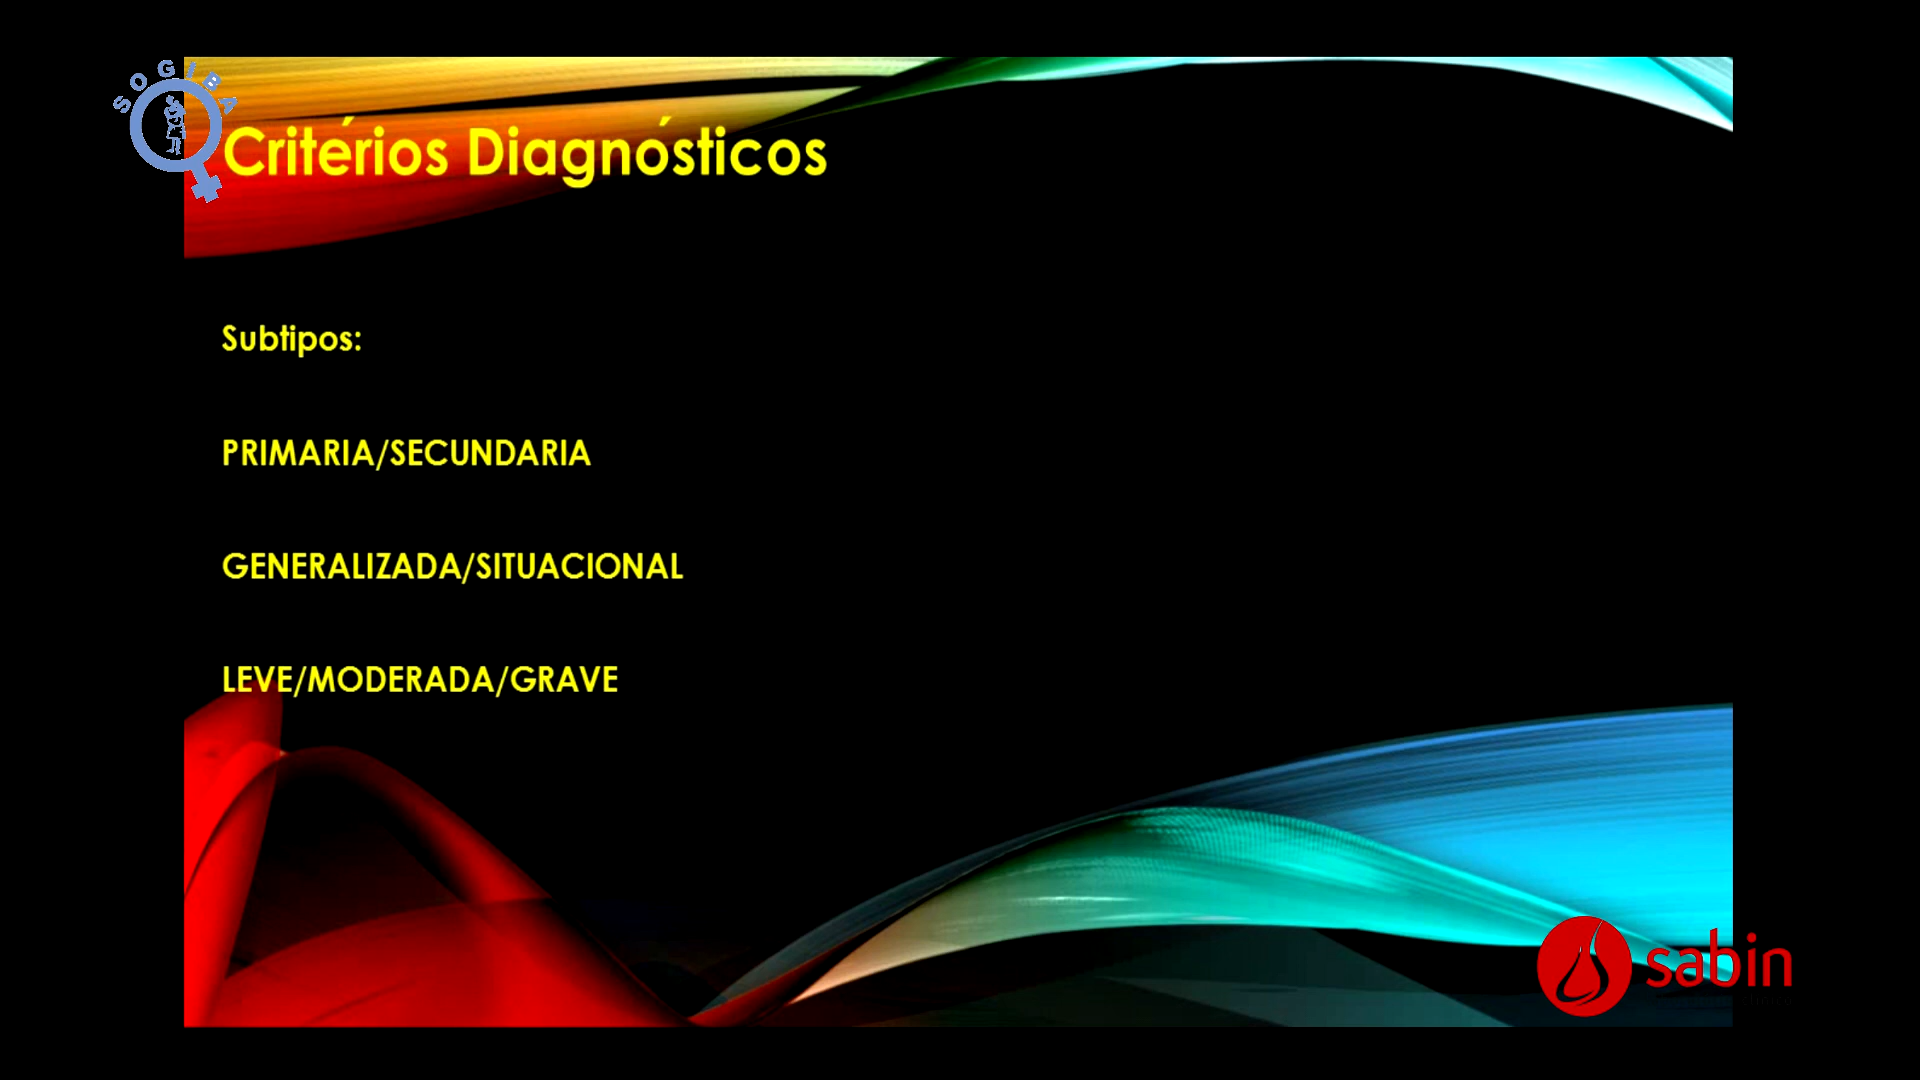 SOGIBA
Critérios Diagnósticos
Subtipos:
PRIMARIA/SECUNDARIA
GENERALIZADA/SITUACIONAL
LEVE/MODERADA/GRAVE
sabin